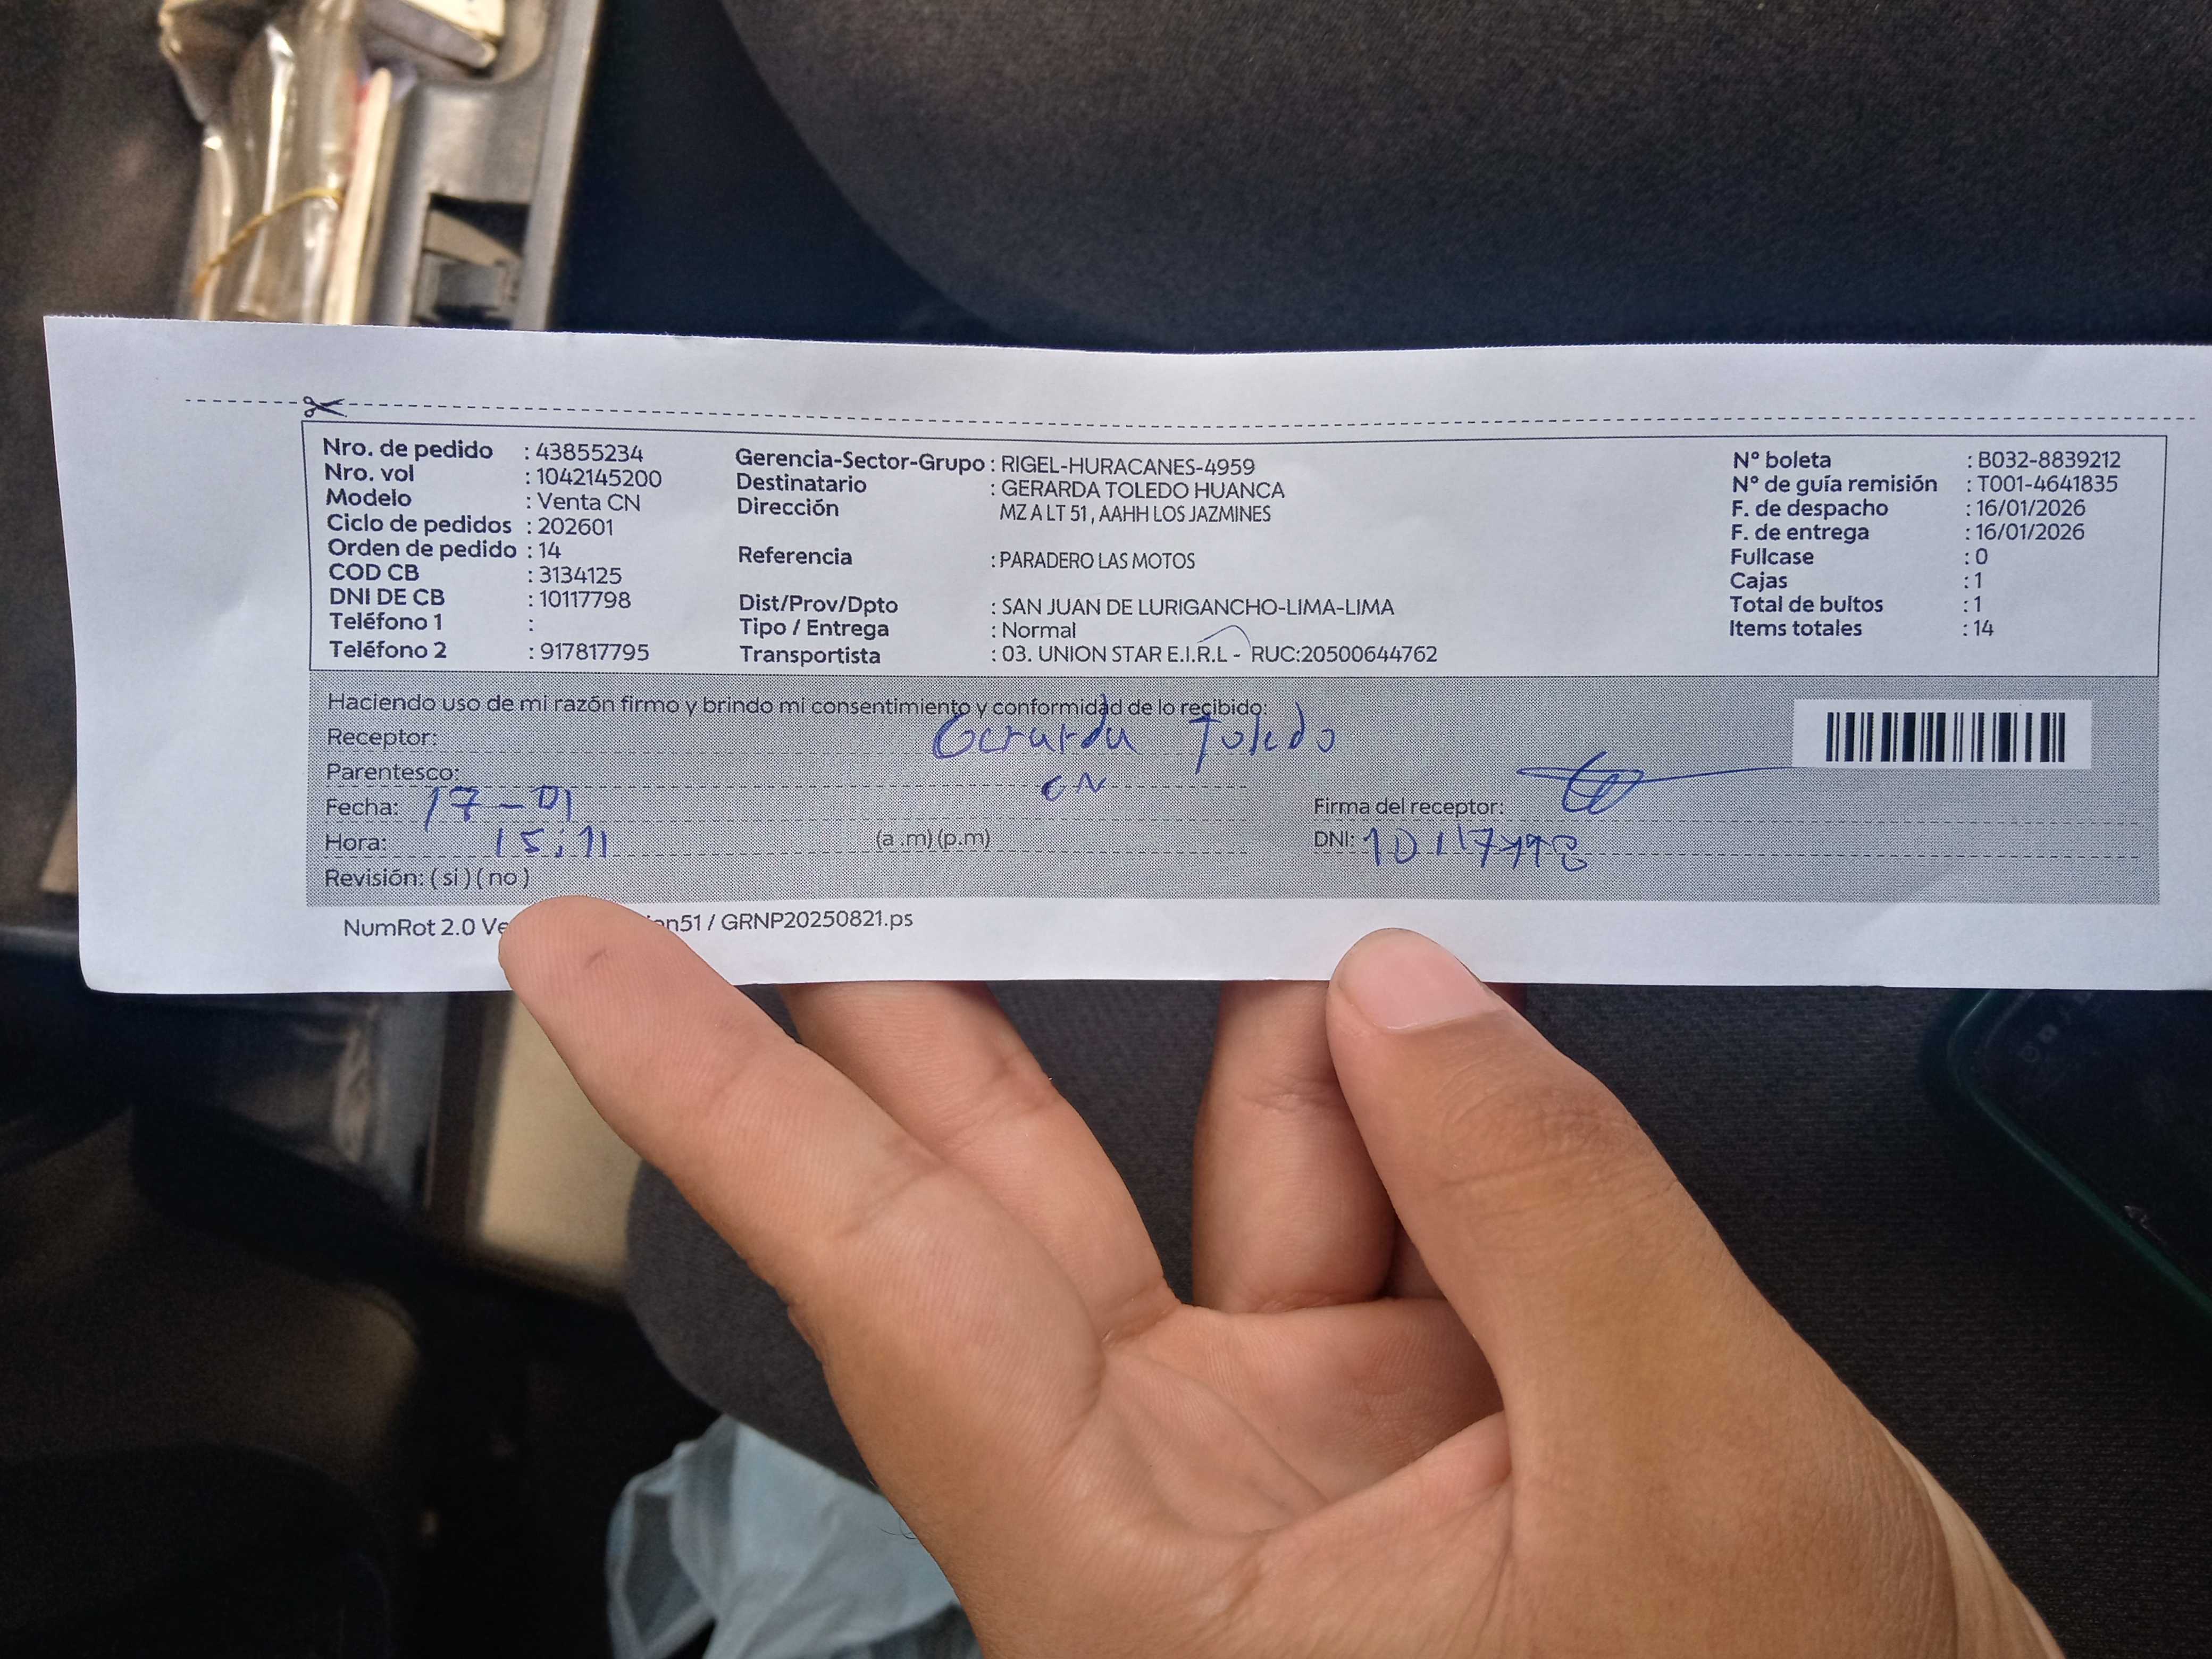 Nro. de pedido : 43855234
Nro. vol : 1042145200
Modelo : Venta CN
Ciclo de pedidos : 202601
Orden de pedido : 14
COD CB : 3134125
DNI DE CB : 10117798
Teléfono 1 :
Teléfono 2 : 917817795
Gerencia-Sector-Grupo : RIGEL-HURACANES-4959
Destinatario : GERARDA TOLEDO HUANCA
Dirección MZ A LT 51 , AAHH LOS JAZMINES
Referencia : PARADERO LAS MOTOS
Dist/Prov/Dpto : SAN JUAN DE LURIGANCHO-LIMA-LIMA
Tipo / Entrega : Normal
Transportista : 03. UNION STAR E.I.R.L - RUC:20500644762
N° boleta : B032-8839212
N° de guía remisión : T001-4641835
F. de despacho : 16/01/2026
F. de entrega : 16/01/2026
Fullcase : 0
Cajas : 1
Total de bultos : 1
Items totales : 14
Haciendo uso de mi razón firmo y brindo mi consentimiento y conformidad de lo recibido:
Receptor: Gerarda Toledo
Parentesco: CN
Fecha: 17-01
Hora: 15:11 (a .m) (p.m)
Revisión: ( si ) ( no )
Firma del receptor:
DNI: 10117798
NumRot 2.0 Ve on51 / GRNP20250821.ps